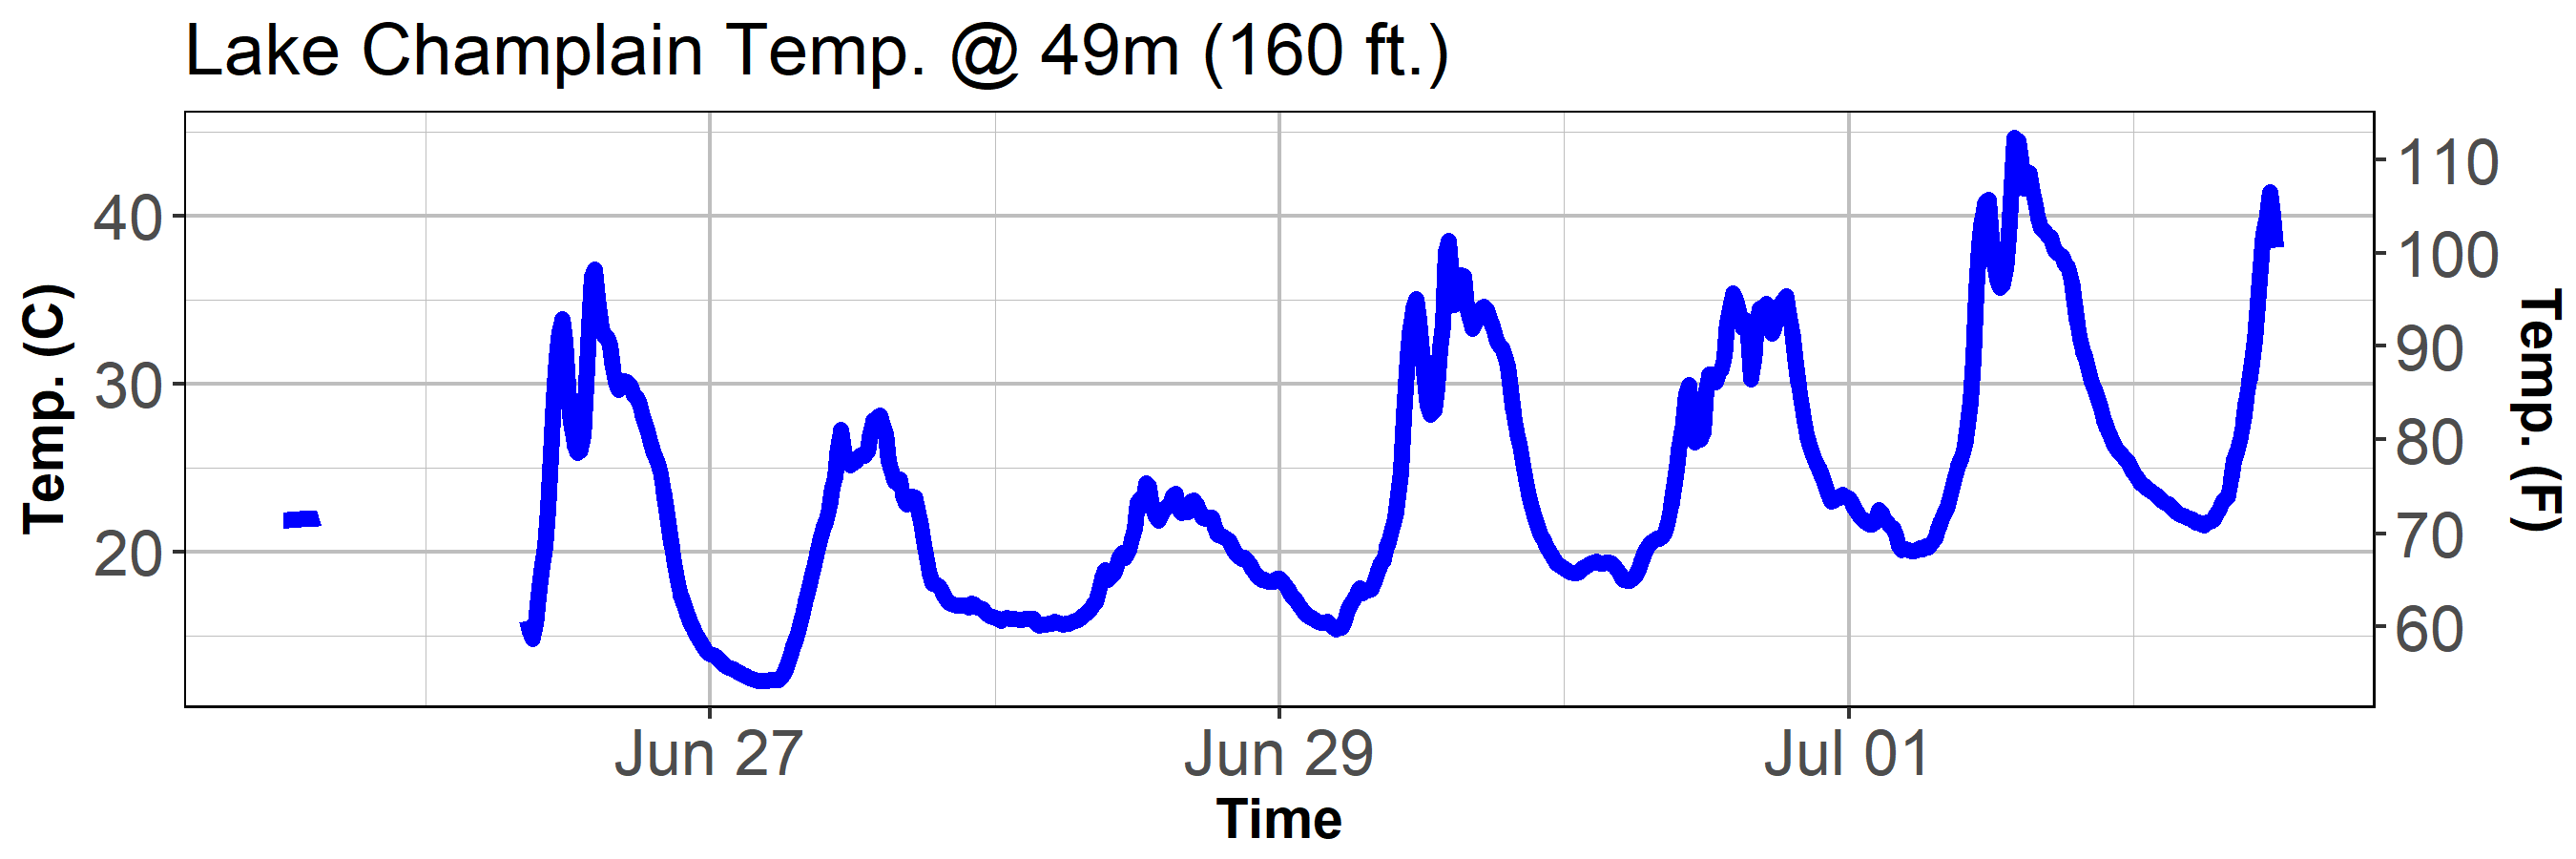 Lake Champlain Temp. @ 49m (160 ft.)
Temp. (C)
40
30
20
110
100
90
80
70
60
Temp. (F)
Jun 27
Jun 29
Jul 01
Time